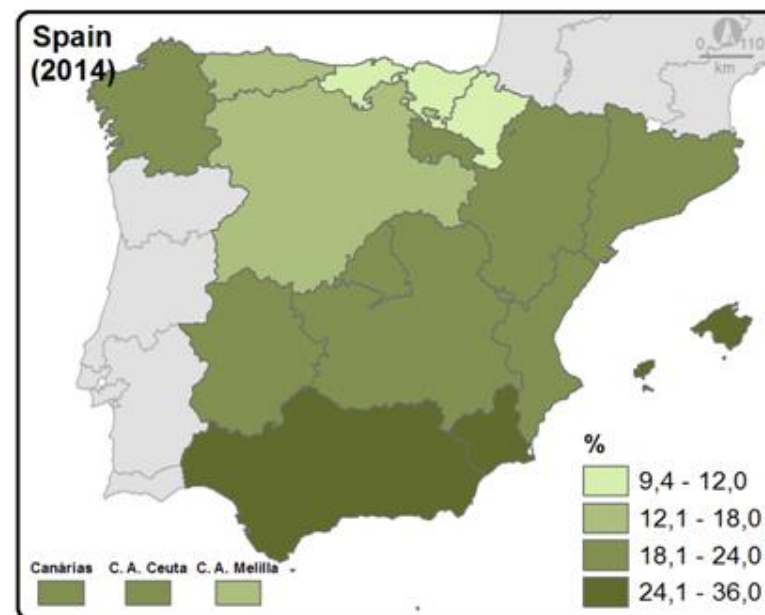 Spain
(2014)
0 110
km
%
9,4 - 12,0
12,1 - 18,0
18,1 - 24,0
24,1 - 36,0
Canárias C. A. Ceuta C. A. Melilla